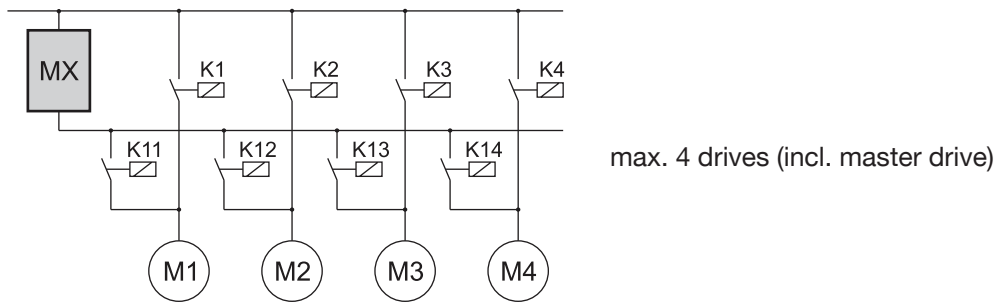 MX
K1
K2
K3
K4
K11
K12
K13
K14
max. 4 drives (incl. master drive)
M1
M2
M3
M4